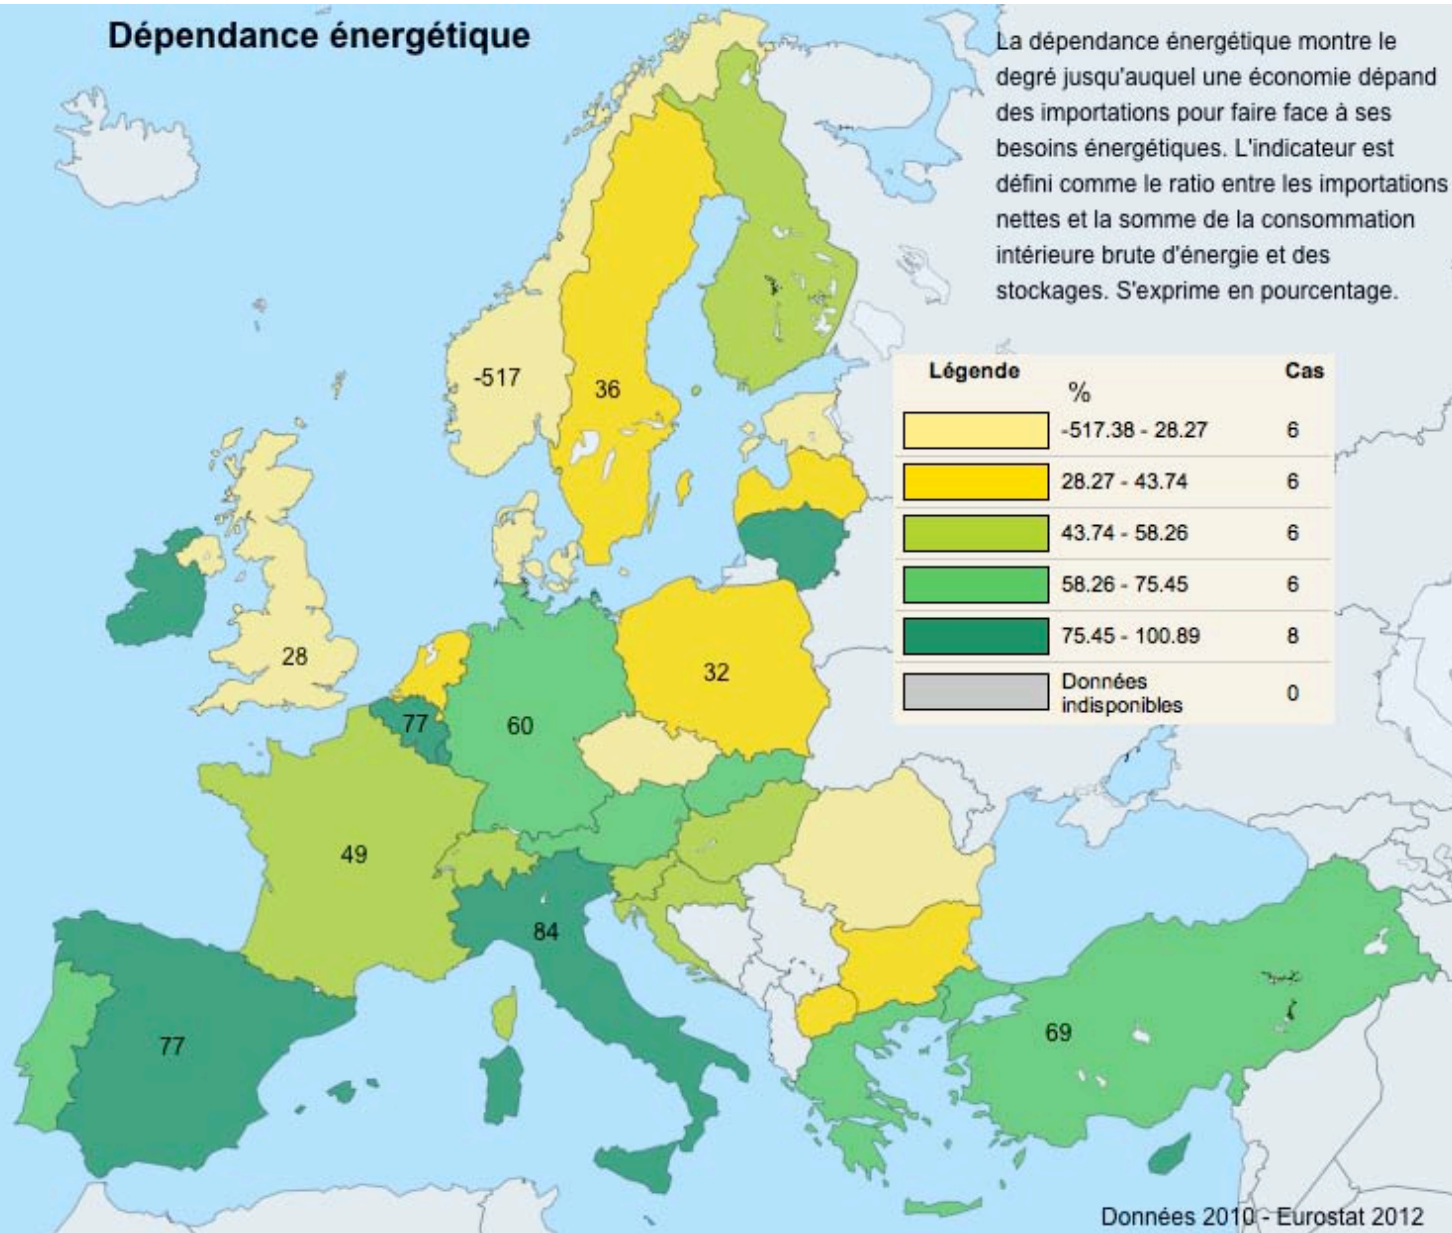 Dépendance énergétique
La dépendance énergétique montre le
degré jusqu'auquel une économie dépand
des importations pour faire face à ses
besoins énergétiques. L'indicateur est
défini comme le ratio entre les importations
nettes et la somme de la consommation
intérieure brute d'énergie et des
stockages. S'exprime en pourcentage.
Légende % Cas
-517.38 - 28.27 6
28.27 - 43.74 6
43.74 - 58.26 6
58.26 - 75.45 6
75.45 - 100.89 8
Données
indisponibles 0
-517
36
28
32
77
60
49
84
77
69
Données 2010 - Eurostat 2012